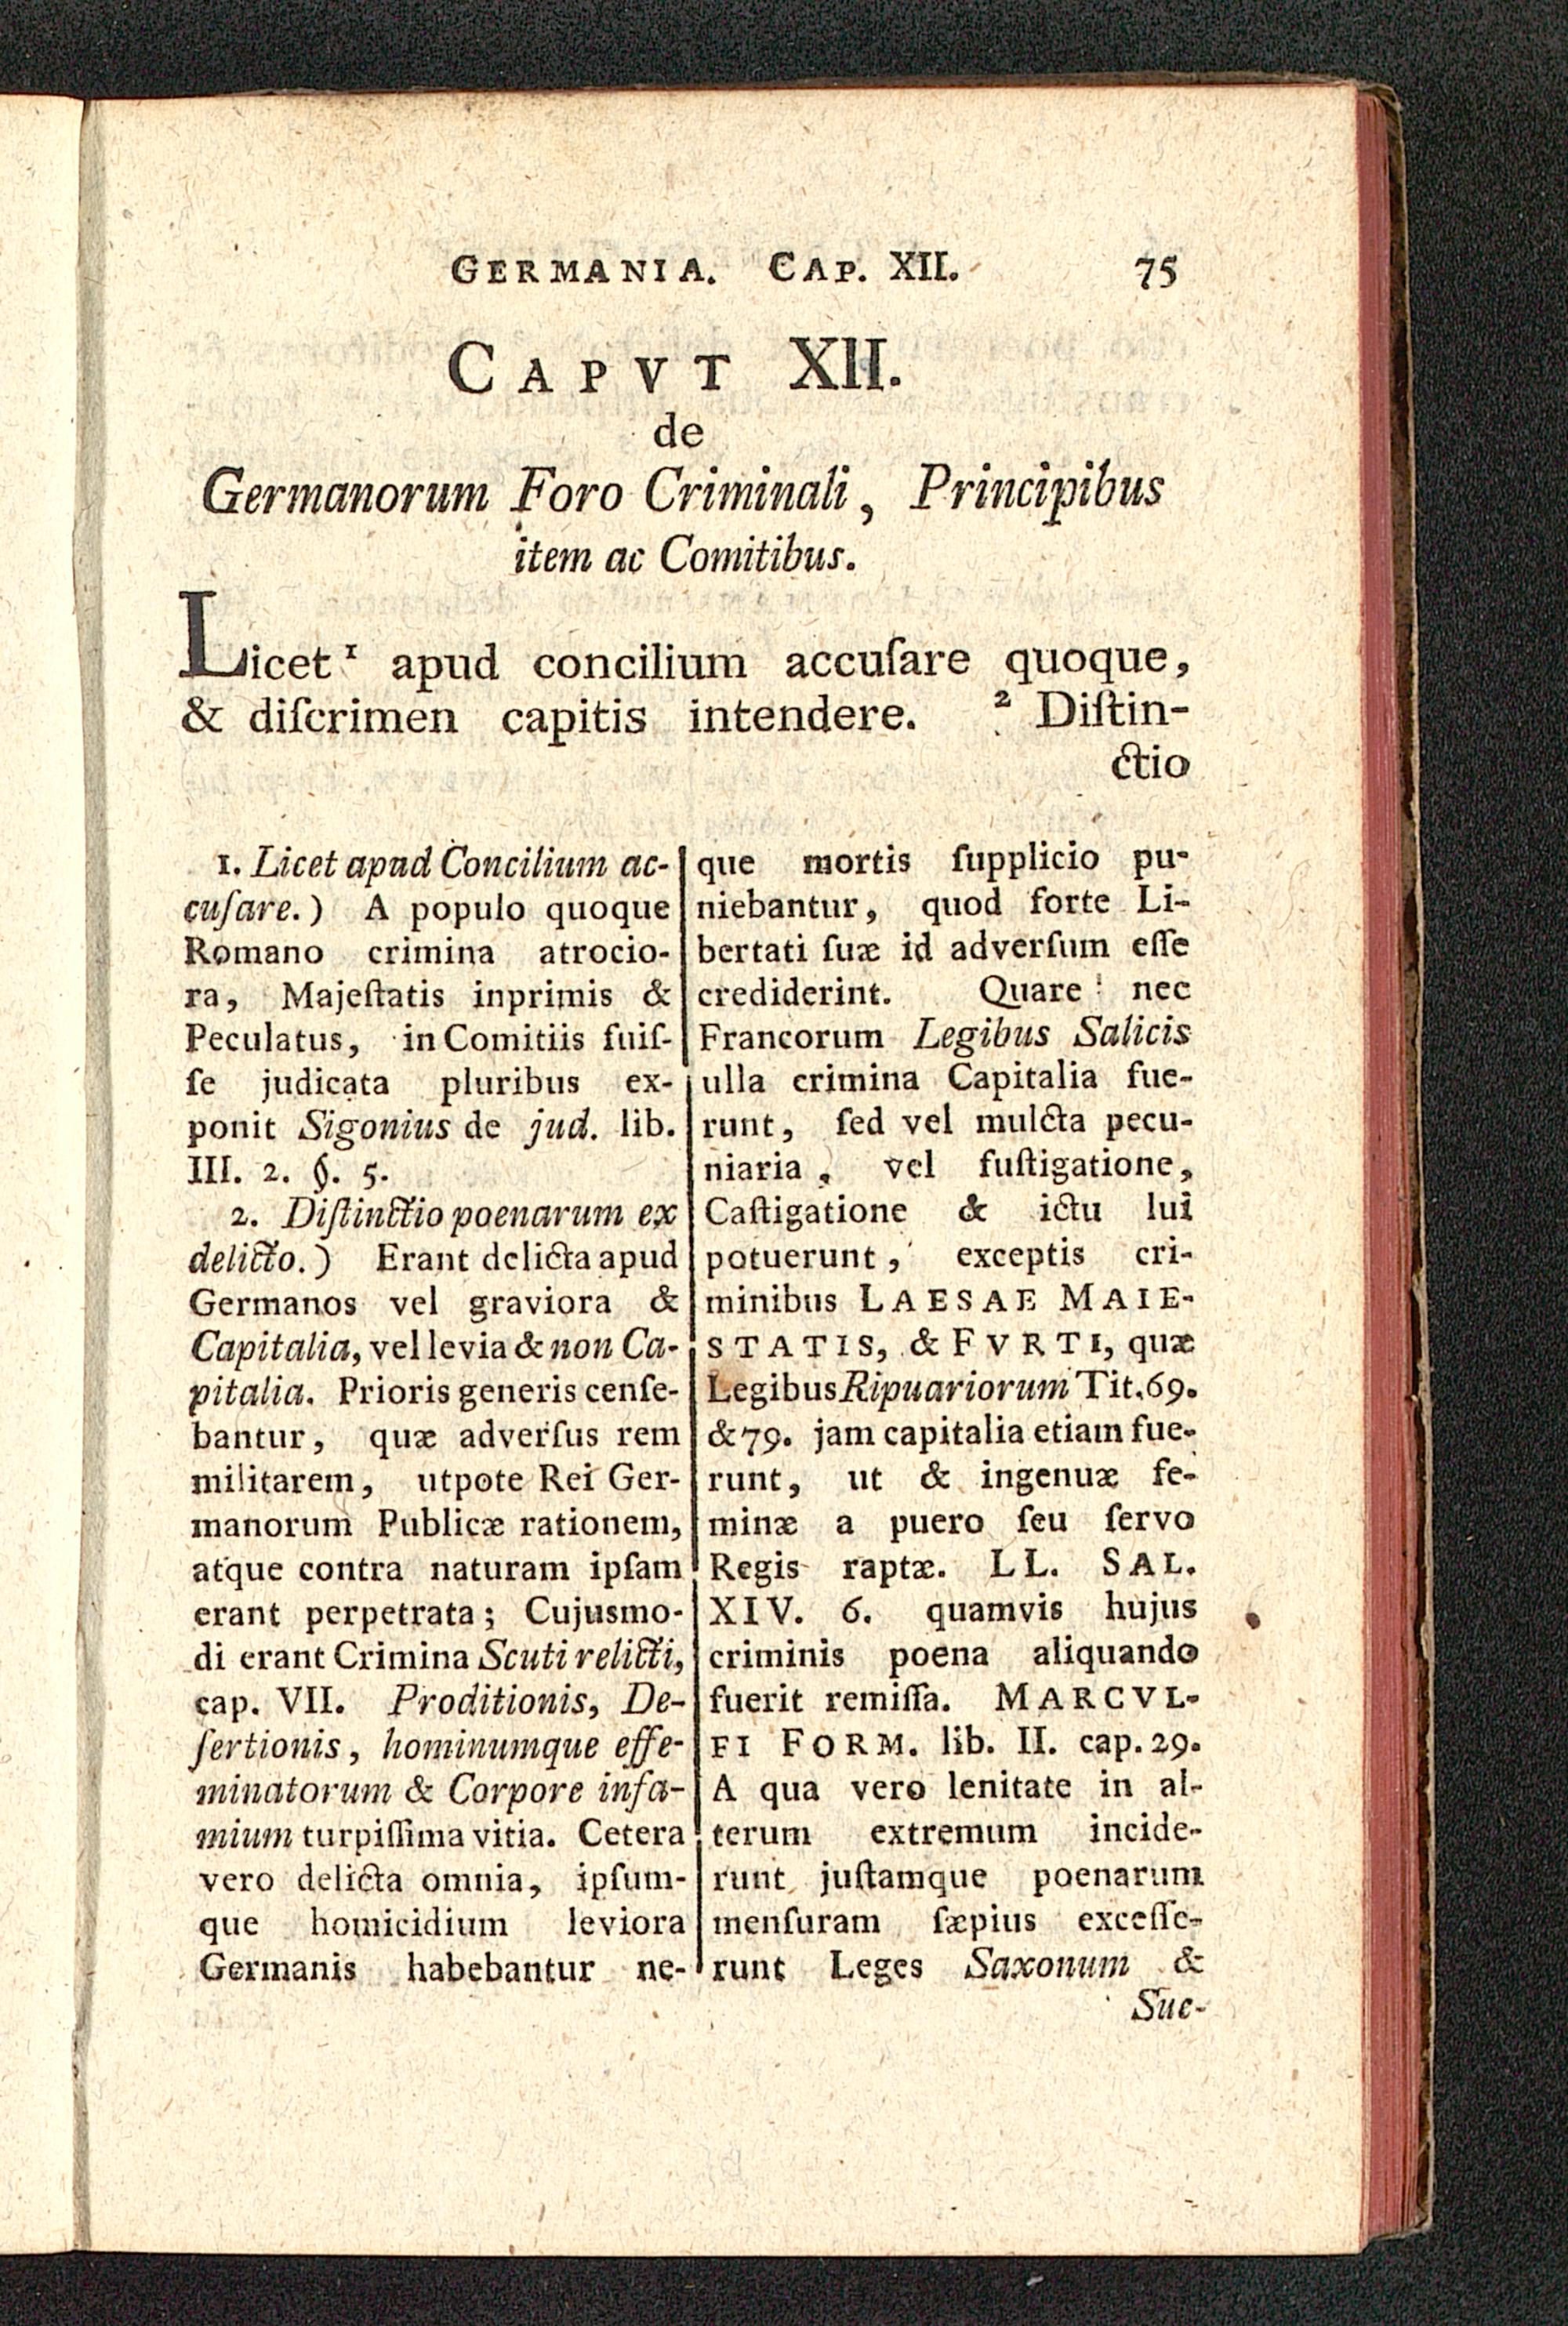 GERMANIA. CAP. XII. 75
CAPVT XII.
de
Germanorum Foro Criminali, Principibus
item ac Comitibus.
Licet ¹ apud concilium accuſare quoque,
& diſcrimen capitis intendere. ² Diſtin-
ctio
1. Licet apud Concilium ac-
cuſare.) A populo quoque
Romano crimina atrocio-
ra, Majeſtatis inprimis &
Peculatus, in Comitiis fuiſ-
ſe judicata pluribus ex-
ponit Sigonius de jud. lib.
III. 2. §. 5.
2. Diſtinctio poenarum ex
delicto.) Erant delicta apud
Germanos vel graviora &
Capitalia, vel levia & non Ca-
pitalia. Prioris generis cenſe-
bantur, quæ adverſus rem
militarem, utpote Rei Ger-
manorum Publicæ rationem,
atque contra naturam ipſam
erant perpetrata; Cujusmo-
di erant Crimina Scuti relicti,
cap. VII. Proditionis, De-
ſertionis, hominumque effe-
minatorum & Corpore infa-
mium turpiſſima vitia. Cetera
vero delicta omnia, ipſum-
que homicidium leviora
Germanis habebantur ne-
que mortis ſupplicio pu-
niebantur, quod forte Li-
bertati ſuæ id adverſum eſſe
crediderint. Quare nec
Francorum Legibus Salicis
ulla crimina Capitalia fue-
runt, ſed vel mulcta pecu-
niaria, vel fuſtigatione,
Caſtigatione & ictu lui
potuerunt, exceptis cri-
minibus LAESAE MAIE-
STATIS, & FVRTI, quæ
Legibus Ripuariorum Tit. 69.
& 79. jam capitalia etiam fue-
runt, ut & ingenuæ fe-
minæ a puero ſeu ſervo
Regis raptæ. LL. SAL.
XIV. 6. quamvis hujus
criminis poena aliquando
fuerit remiſſa. MARCVL-
FI FORM. lib. II. cap. 29.
A qua vero lenitate in al-
terum extremum incide-
runt juſtamque poenarum
menſuram ſæpius exceſſe-
runt Leges Saxonum &
Sue-